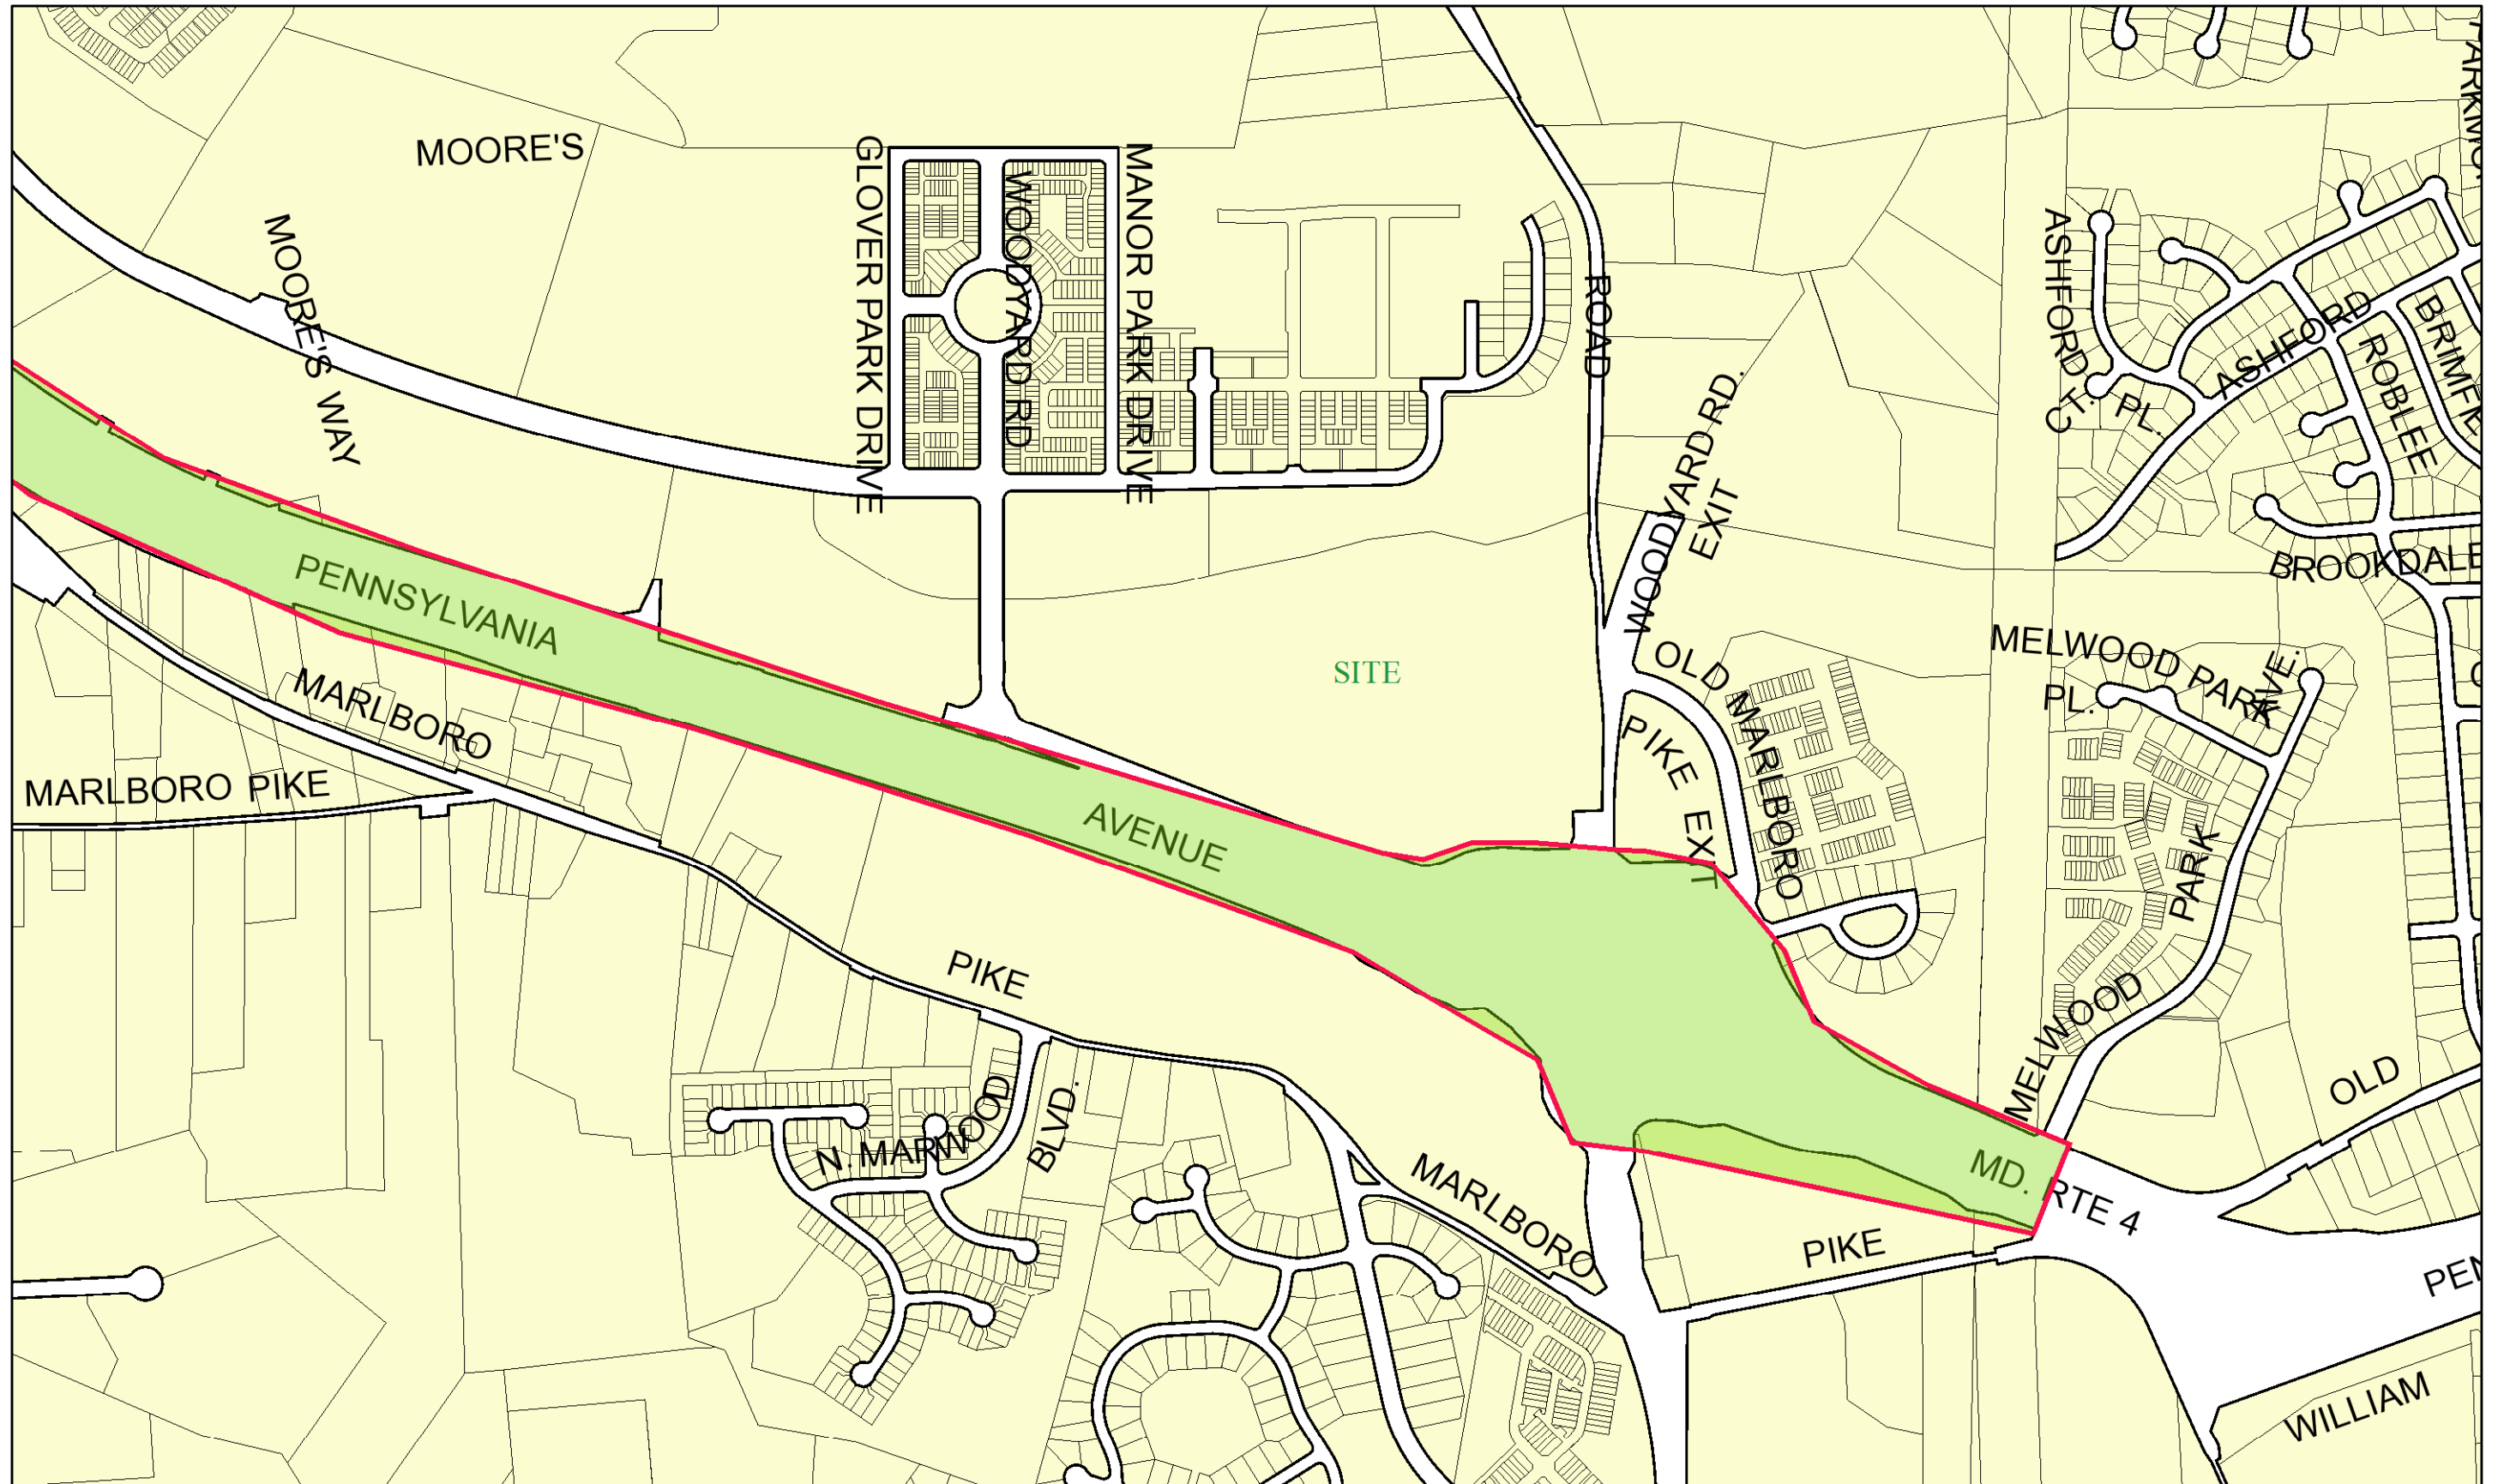 MOORE'S
MOORE'S WAY
GLOVER PARK DRIVE
WOODYARD RD
MANOR PARK DRIVE
ROAD
WOODYARD RD.
EXIT
ASHFORD
CT.
PL.
ASHFORD
ROBLEE
BROOKDALE
PENNSYLVANIA
AVENUE
SITE
OLD MARLBORO
PIKE EXIT
MELWOOD PARK
PL.
AVE.
MARLBORO
MARLBORO PIKE
PIKE
MELWOOD
PARK
OLD
N. MARWOOD
BLVD.
MARLBORO
PIKE
MD. RTE 4
WILLIAM